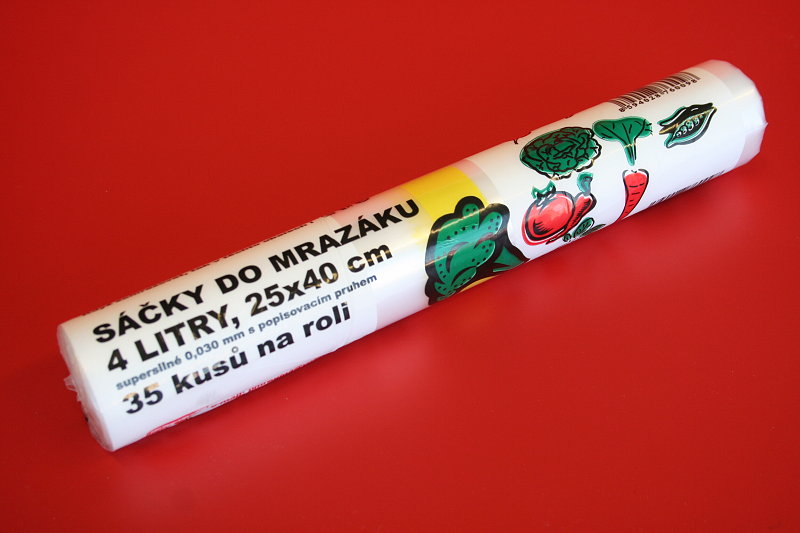 SÁČKY DO MRAZÁKU
4 LITRY, 25x40 cm
supersilné 0,030 mm s popisovacím pruhem
35 kusů na roli